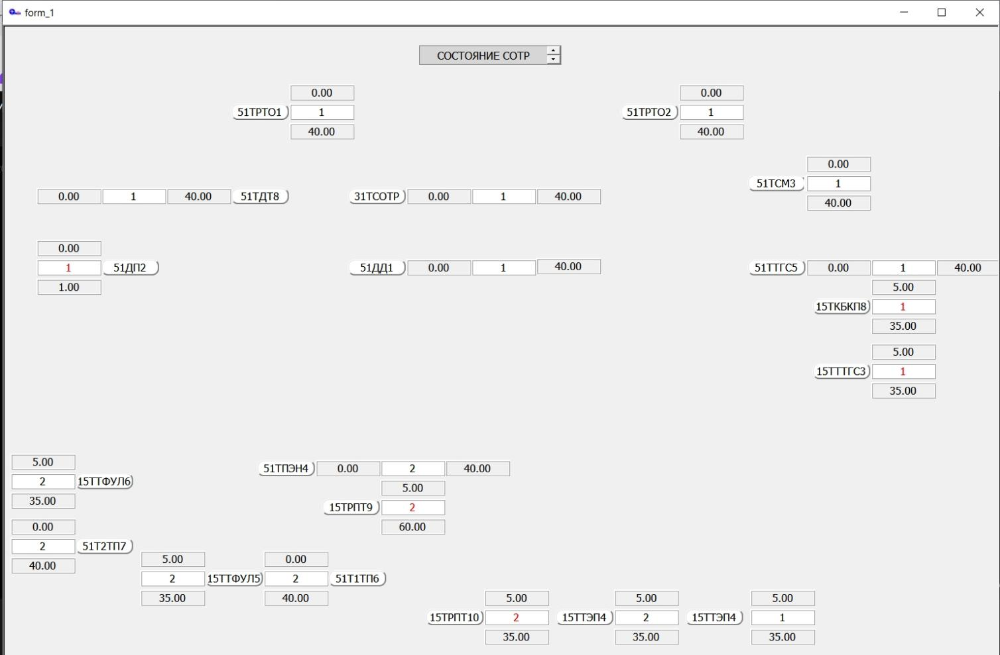 form_1
СОСТОЯНИЕ СОТР
0.00
51ТРТО1 1
40.00
0.00
51ТРТО2 1
40.00
0.00
51ТСМ3 1
40.00
0.00 1 40.00 51ТДТ8
31ТСОТР 0.00 1 40.00
0.00
1 51ДП2
1.00
51ДД1 0.00 1 40.00
51ТТГС5 0.00 1 40.00
5.00
15ТКБКП8 1
35.00
5.00
15ТТТГС3 1
35.00
5.00
2 15ТТФУЛ6
35.00
51ТПЭН4 0.00 2 40.00
5.00
15ТРПТ9 2
60.00
0.00
2 51Т2ТП7
40.00
5.00
2 15ТТФУЛ5
35.00
0.00
2 51Т1ТП6
40.00
5.00
15ТРПТ10 2
35.00
5.00
15ТТЭП4 2
35.00
5.00
15ТТЭП4 1
35.00